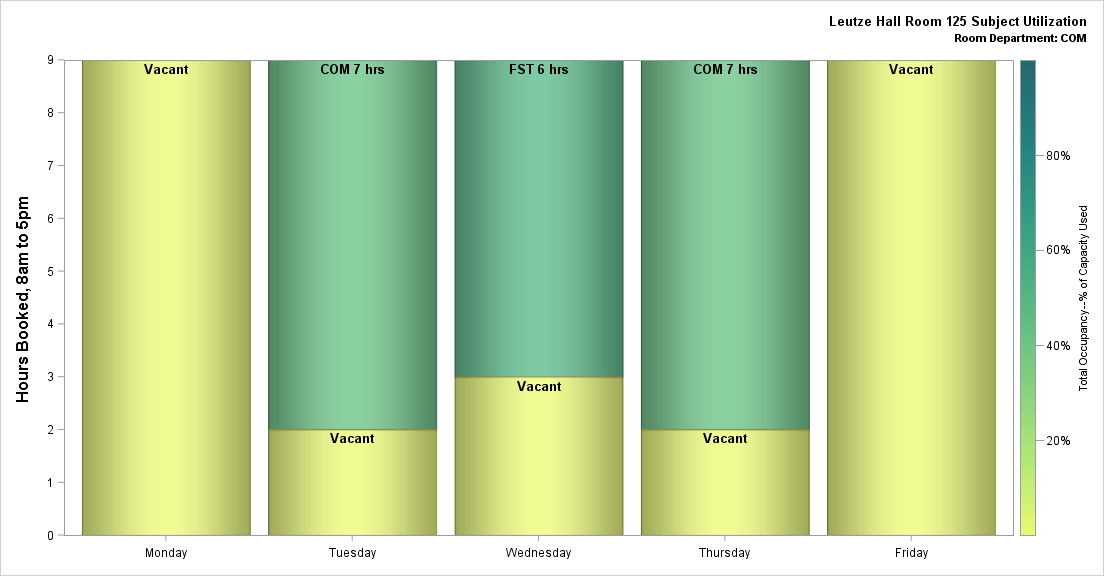 Leutze Hall Room 125 Subject Utilization
Room Department: COM
Hours Booked, 8am to 5pm
9
8
7
6
5
4
3
2
1
0
Vacant
COM 7 hrs
FST 6 hrs
COM 7 hrs
Vacant
Vacant
Vacant
Vacant
Monday
Tuesday
Wednesday
Thursday
Friday
80%
60%
40%
20%
Total Occupancy--% of Capacity Used